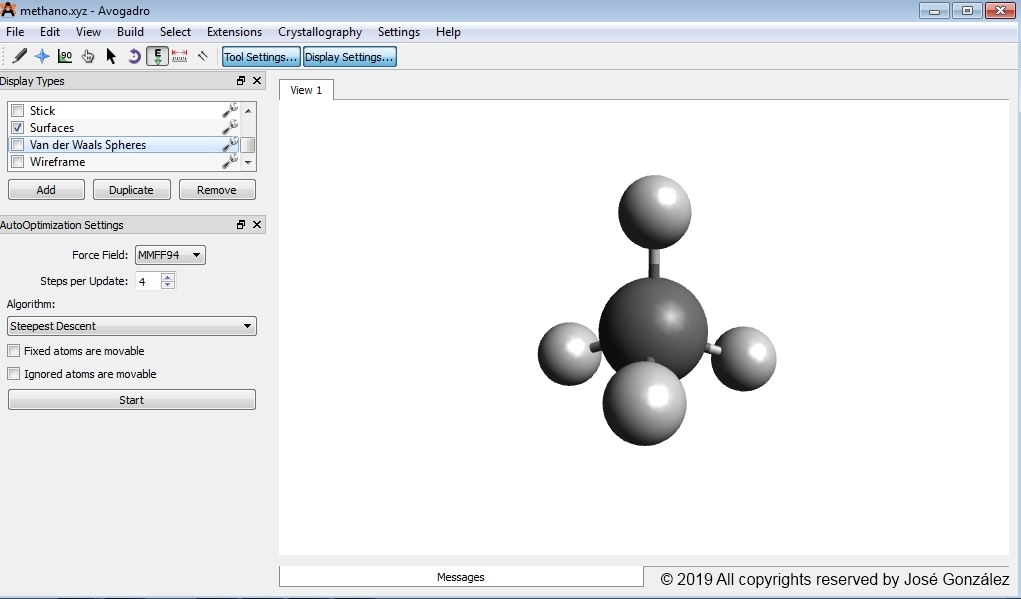 methano.xyz - Avogadro
File Edit View Build Select Extensions Crystallography Settings Help
90 E Tool Settings... Display Settings...
Display Types
View 1
Stick
Surfaces
Van der Waals Spheres
Wireframe
Add Duplicate Remove
AutoOptimization Settings
Force Field: MMFF94
Steps per Update: 4
Algorithm:
Steepest Descent
Fixed atoms are movable
Ignored atoms are movable
Start
Messages
© 2019 All copyrights reserved by José González